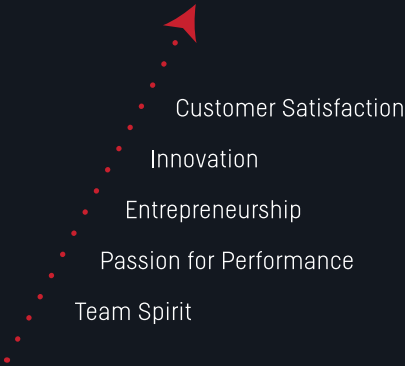 Customer Satisfaction
Innovation
Entrepreneurship
Passion for Performance
Team Spirit